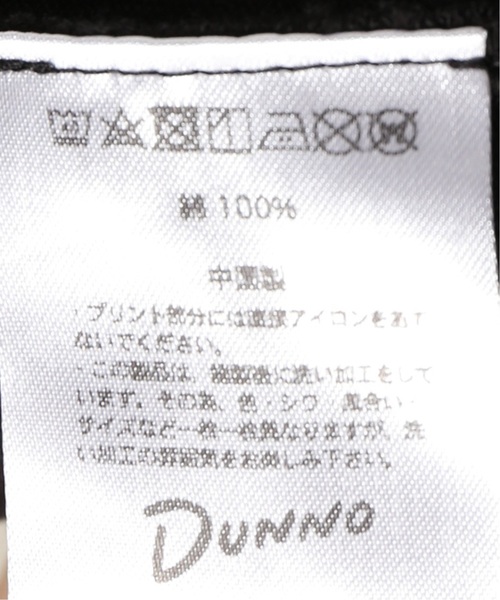 綿 100%
中国製
・プリント部分には直接アイコンをあて
ないでください。
・この製品は、縫製後に洗い加工をして
います。その為、色・シワ・風合い・
サイズなど一枚一枚異なりますが、洗
い加工の雰囲気をお楽しみ下さい。
DUNNO